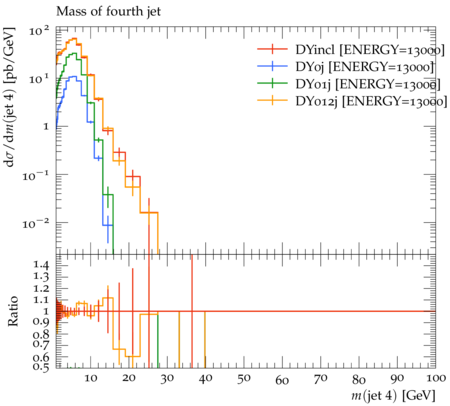 Mass of fourth jet
dσ/dm(jet 4) [pb/GeV]
10²
10¹
1
10⁻¹
10⁻²
DYincl [ENERGY=13000]
DY0j [ENERGY=13000]
DY01j [ENERGY=13000]
DY012j [ENERGY=13000]
Ratio
1.4
1.3
1.2
1.1
1
0.9
0.8
0.7
0.6
0.5
10 20 30 40 50 60 70 80 90 100
m(jet 4) [GeV]